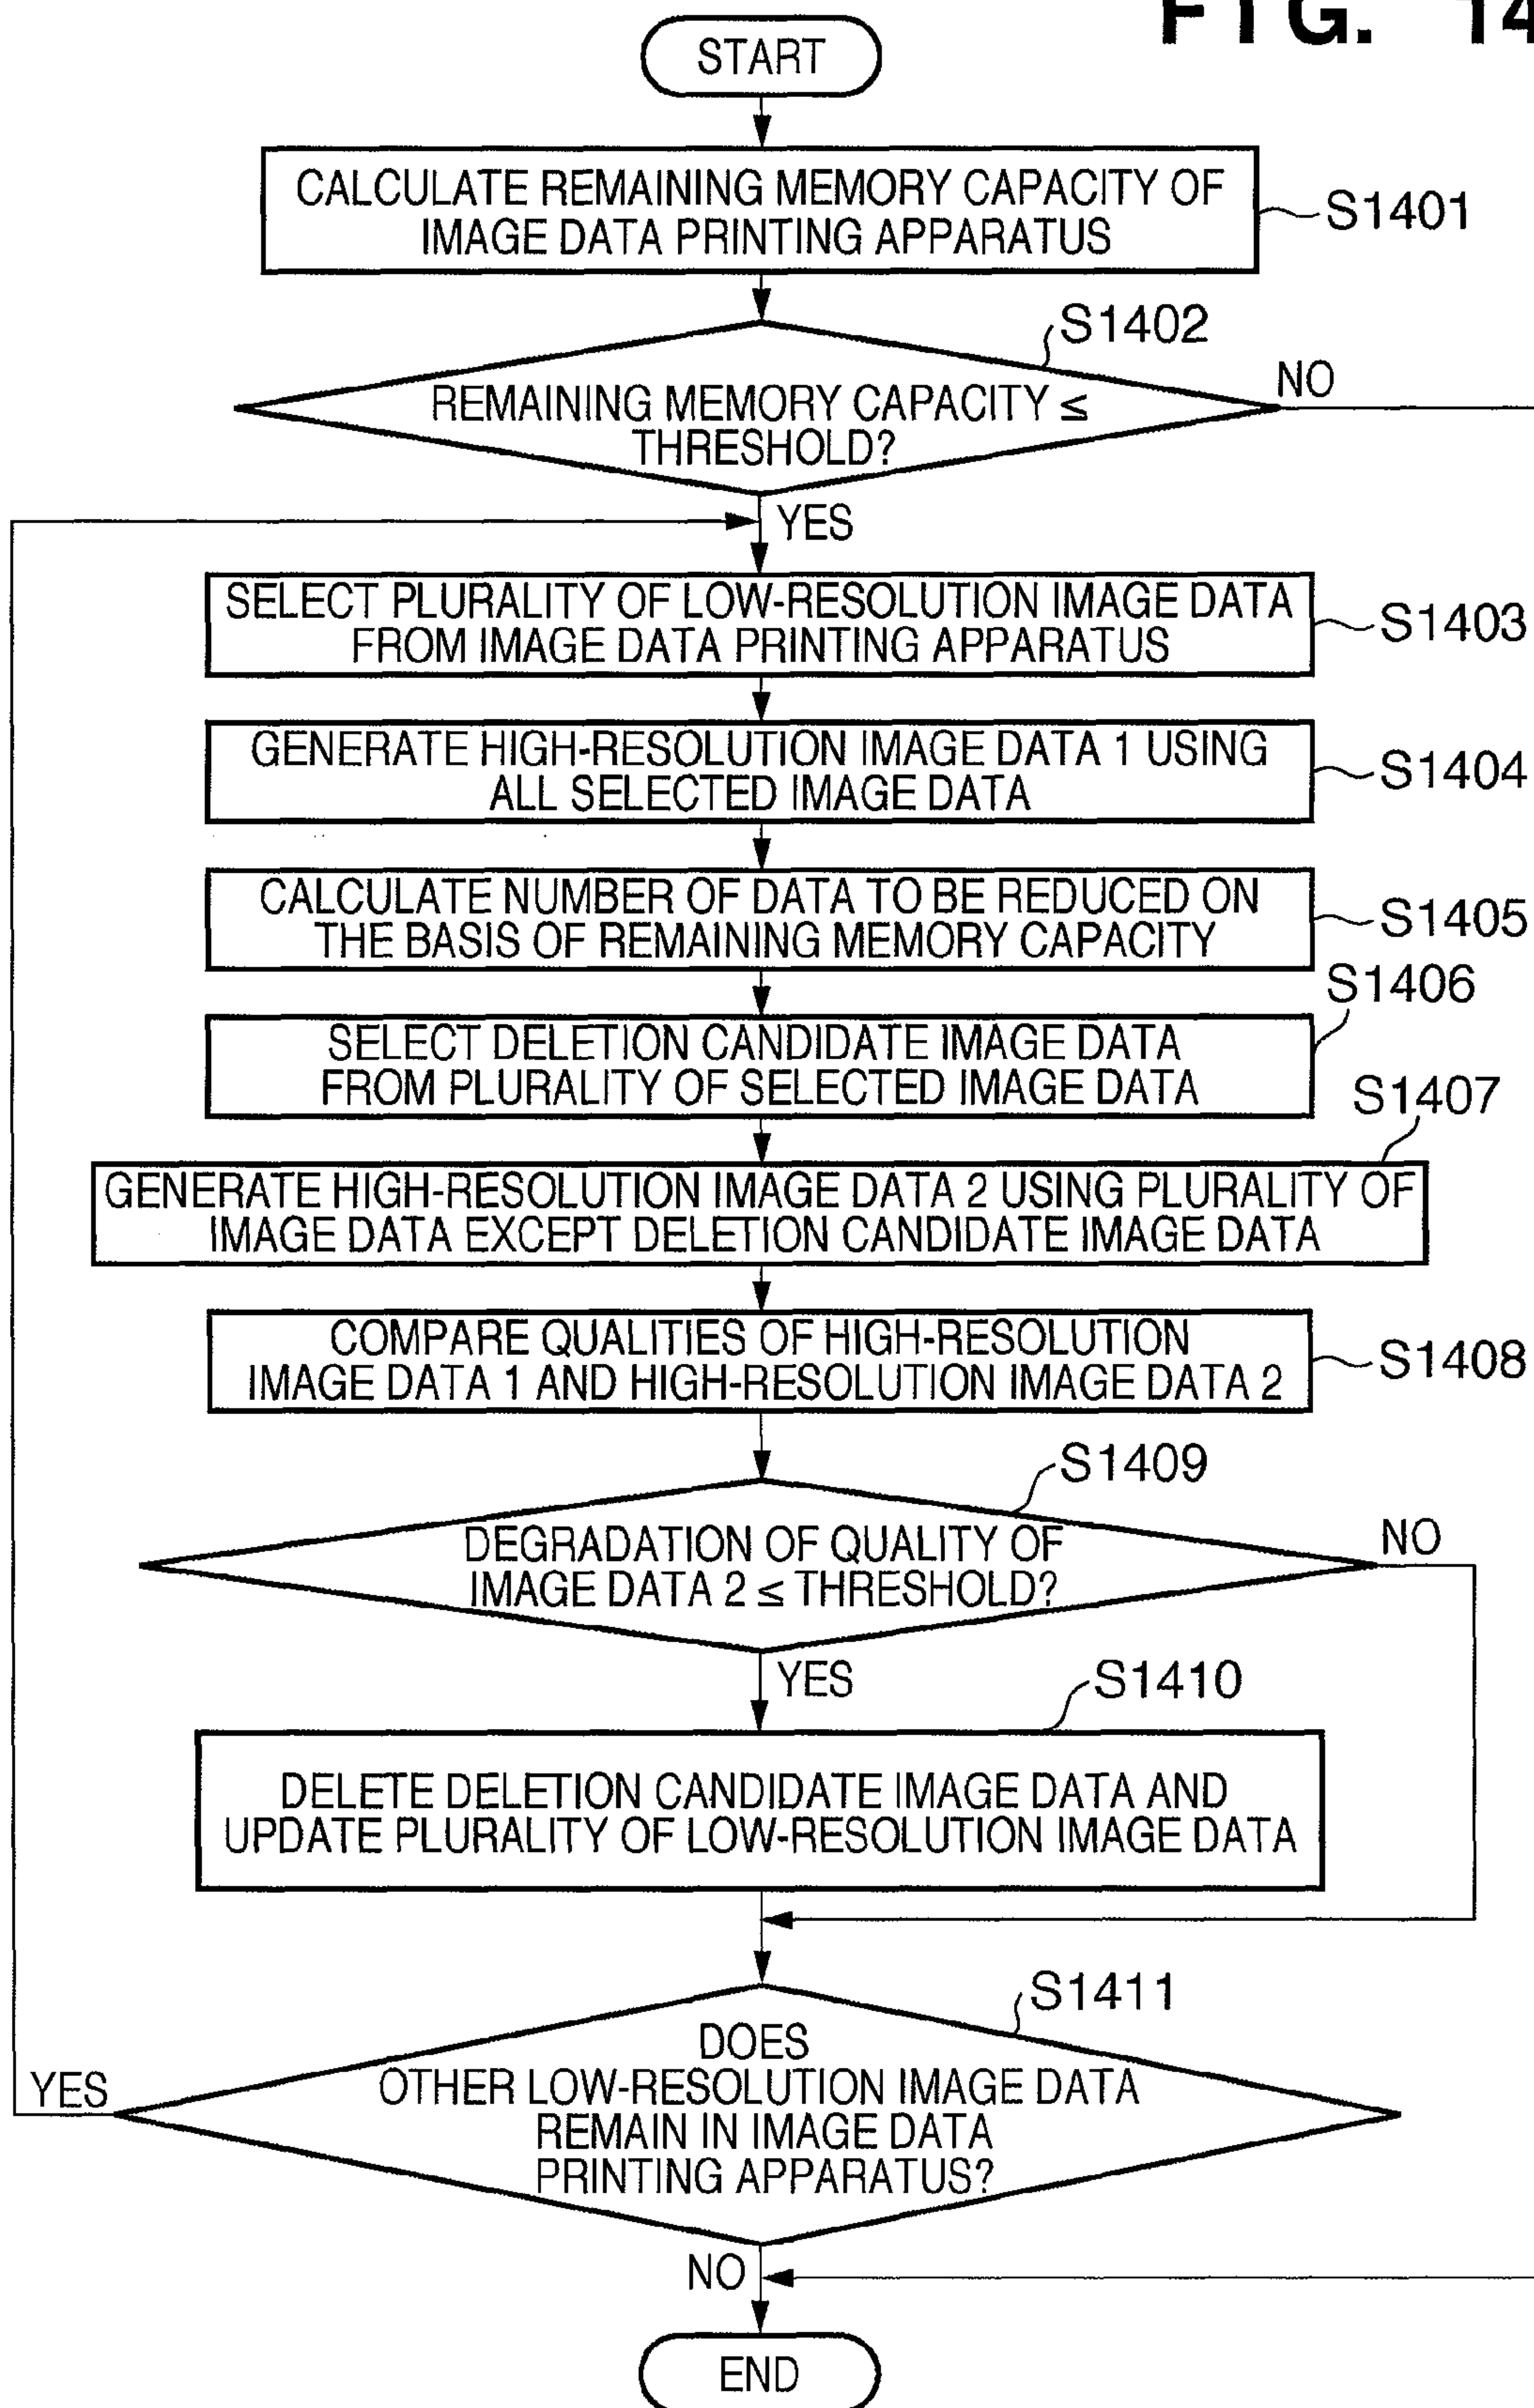 FIG. 14
START
CALCULATE REMAINING MEMORY CAPACITY OF
IMAGE DATA PRINTING APPARATUS
S1401
S1402
REMAINING MEMORY CAPACITY ≤
THRESHOLD?
NO
YES
SELECT PLURALITY OF LOW-RESOLUTION IMAGE DATA
FROM IMAGE DATA PRINTING APPARATUS
S1403
GENERATE HIGH-RESOLUTION IMAGE DATA 1 USING
ALL SELECTED IMAGE DATA
S1404
CALCULATE NUMBER OF DATA TO BE REDUCED ON
THE BASIS OF REMAINING MEMORY CAPACITY
S1405
S1406
SELECT DELETION CANDIDATE IMAGE DATA
FROM PLURALITY OF SELECTED IMAGE DATA
S1407
GENERATE HIGH-RESOLUTION IMAGE DATA 2 USING PLURALITY OF
IMAGE DATA EXCEPT DELETION CANDIDATE IMAGE DATA
COMPARE QUALITIES OF HIGH-RESOLUTION
IMAGE DATA 1 AND HIGH-RESOLUTION IMAGE DATA 2
S1408
S1409
DEGRADATION OF QUALITY OF
IMAGE DATA 2 ≤ THRESHOLD?
NO
YES
S1410
DELETE DELETION CANDIDATE IMAGE DATA AND
UPDATE PLURALITY OF LOW-RESOLUTION IMAGE DATA
S1411
DOES
OTHER LOW-RESOLUTION IMAGE DATA
REMAIN IN IMAGE DATA
PRINTING APPARATUS?
YES
NO
END